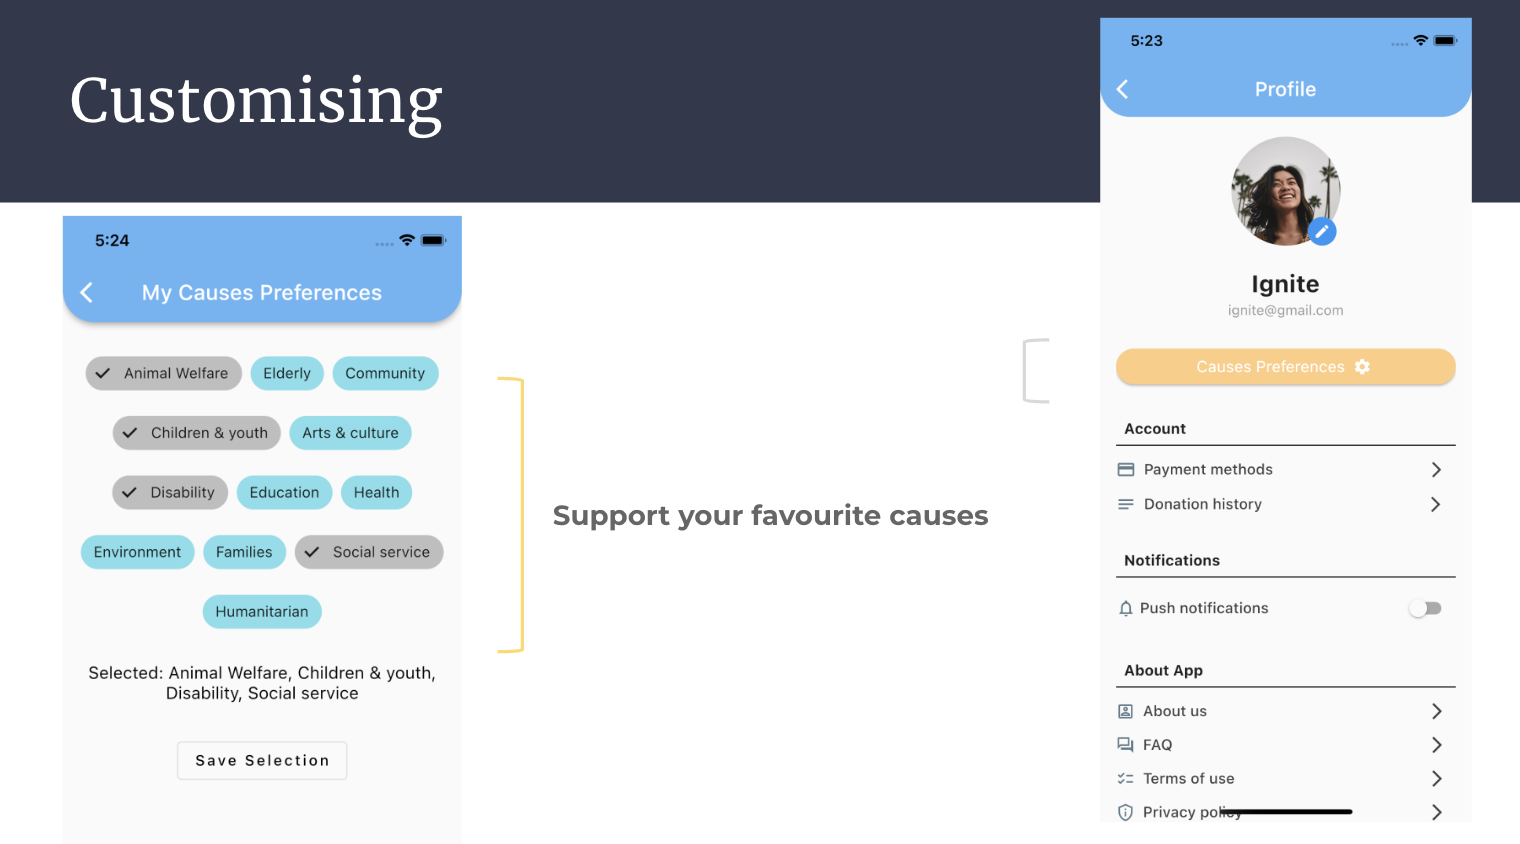 Customising
5:24
My Causes Preferences
Animal Welfare
Elderly
Community
Children & youth
Arts & culture
Disability
Education
Health
Environment
Families
Social service
Humanitarian
Selected: Animal Welfare, Children & youth,
Disability, Social service
Save Selection
Support your favourite causes
5:23
Profile
Ignite
ignite@gmail.com
Causes Preferences
Account
Payment methods
Donation history
Notifications
Push notifications
About App
About us
FAQ
Terms of use
Privacy policy